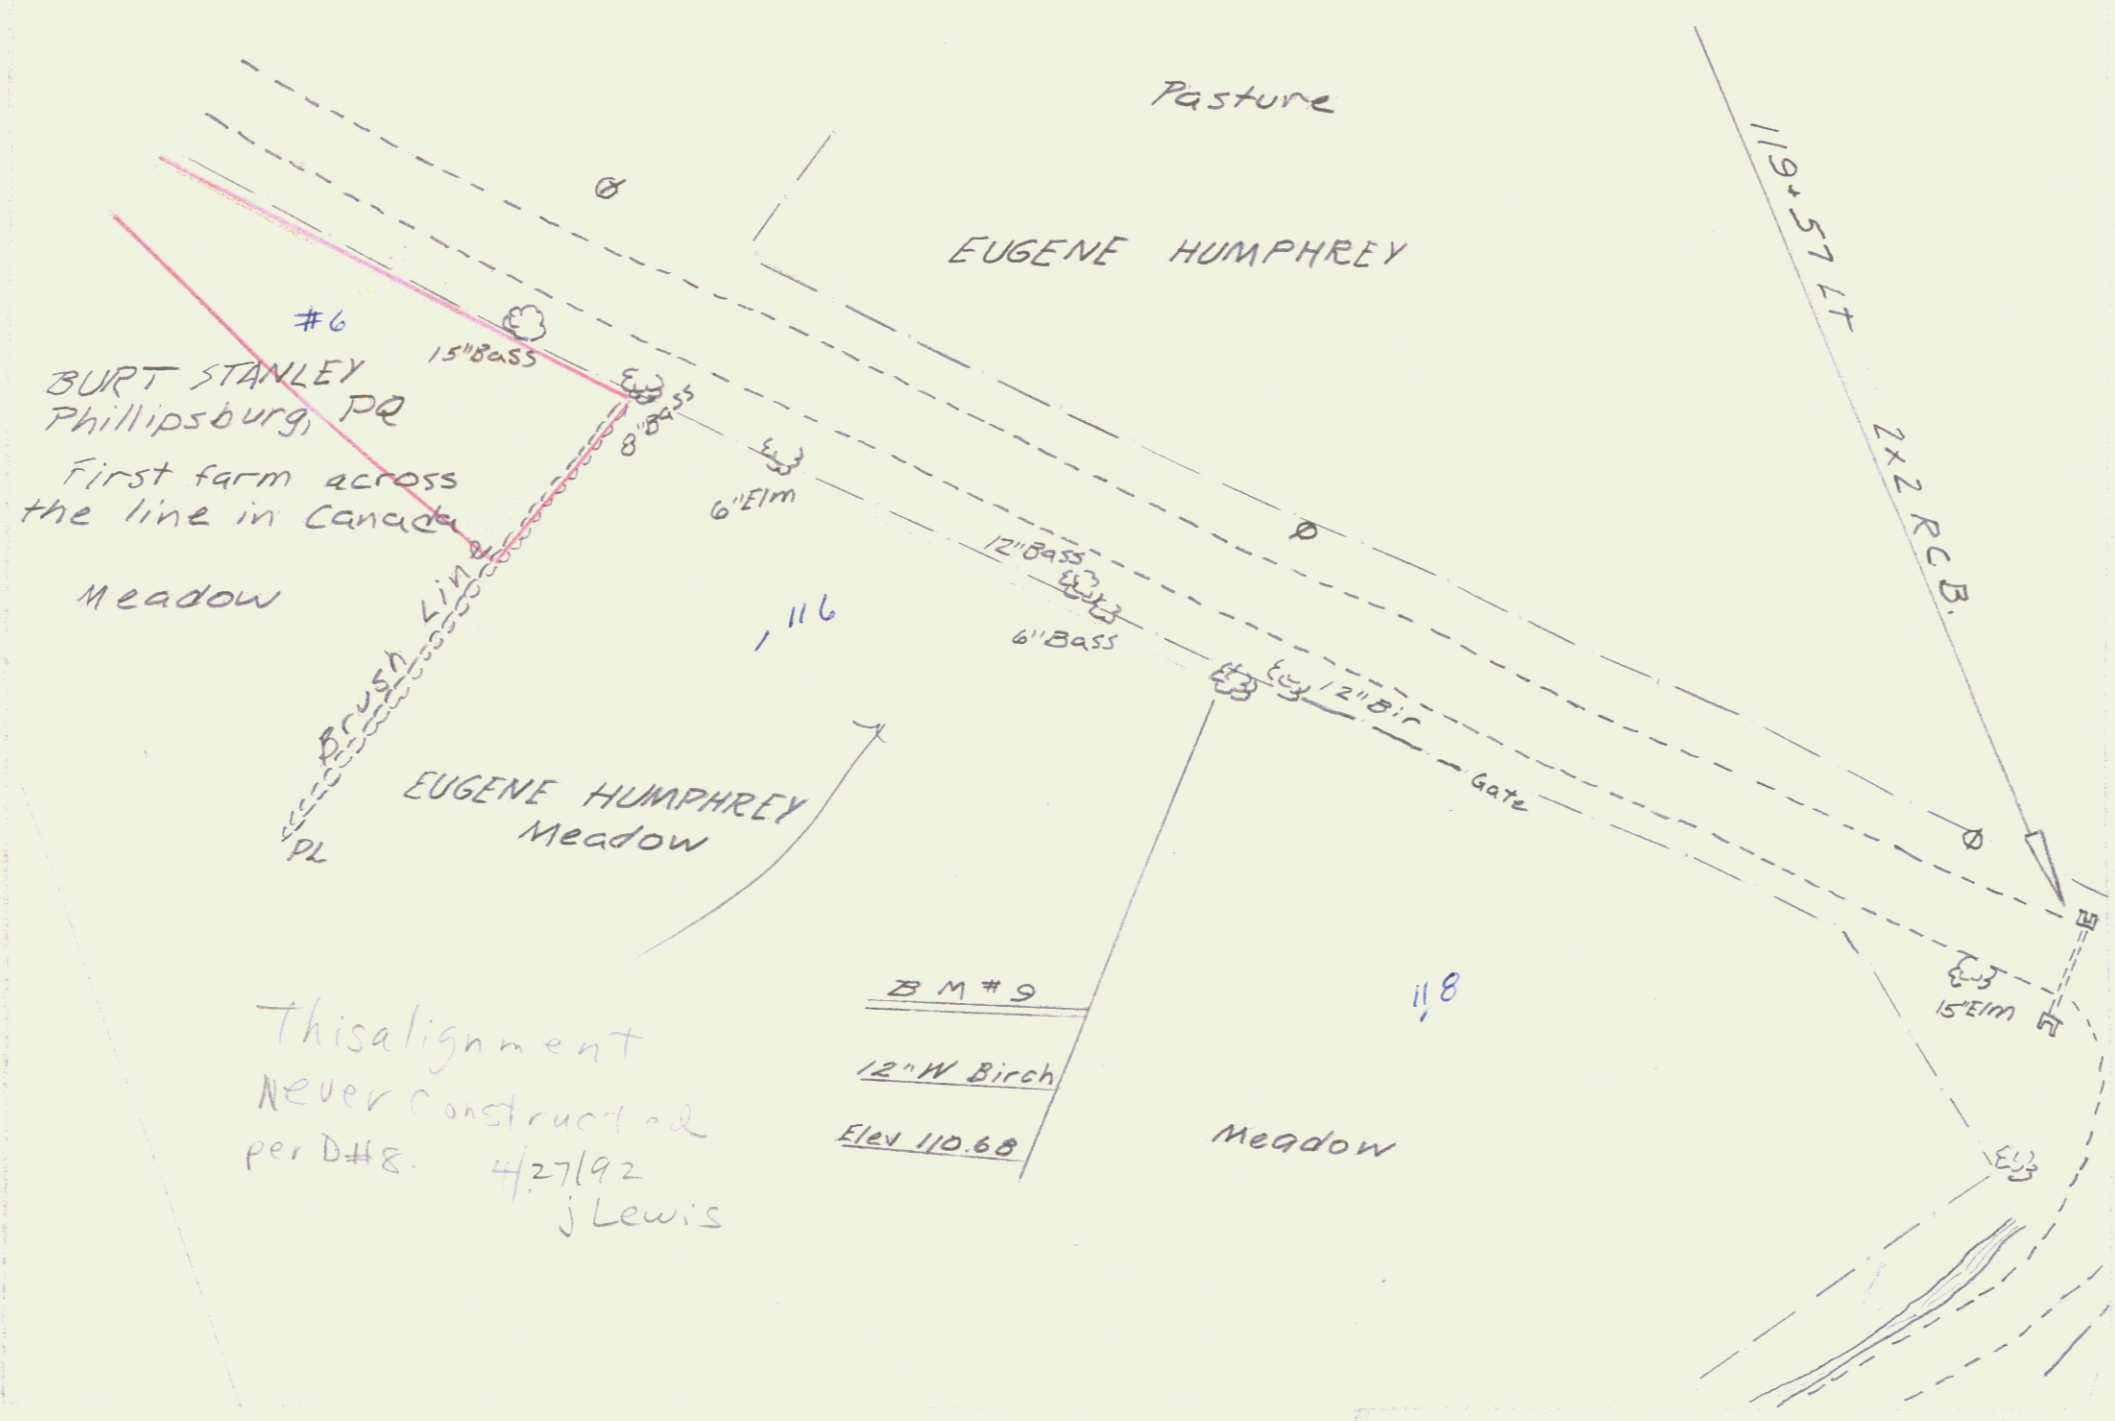 Pasture
EUGENE HUMPHREY
119+57 LT
2x2 RCB.
#6
15"Bass
BURT STANLEY
Phillipsburg, PQ
First farm across
the line in Canada
Meadow
8"Bass
6"Elm
12"Bass
6"Bass
12"Bir
Gate
116
Brush Line
PL
EUGENE HUMPHREY
Meadow
15"Elm
118
BM#9
12"W Birch
Elev 110.68
Meadow
Thisalignment
Never Constructed
per D#8. 4/27/92
j Lewis